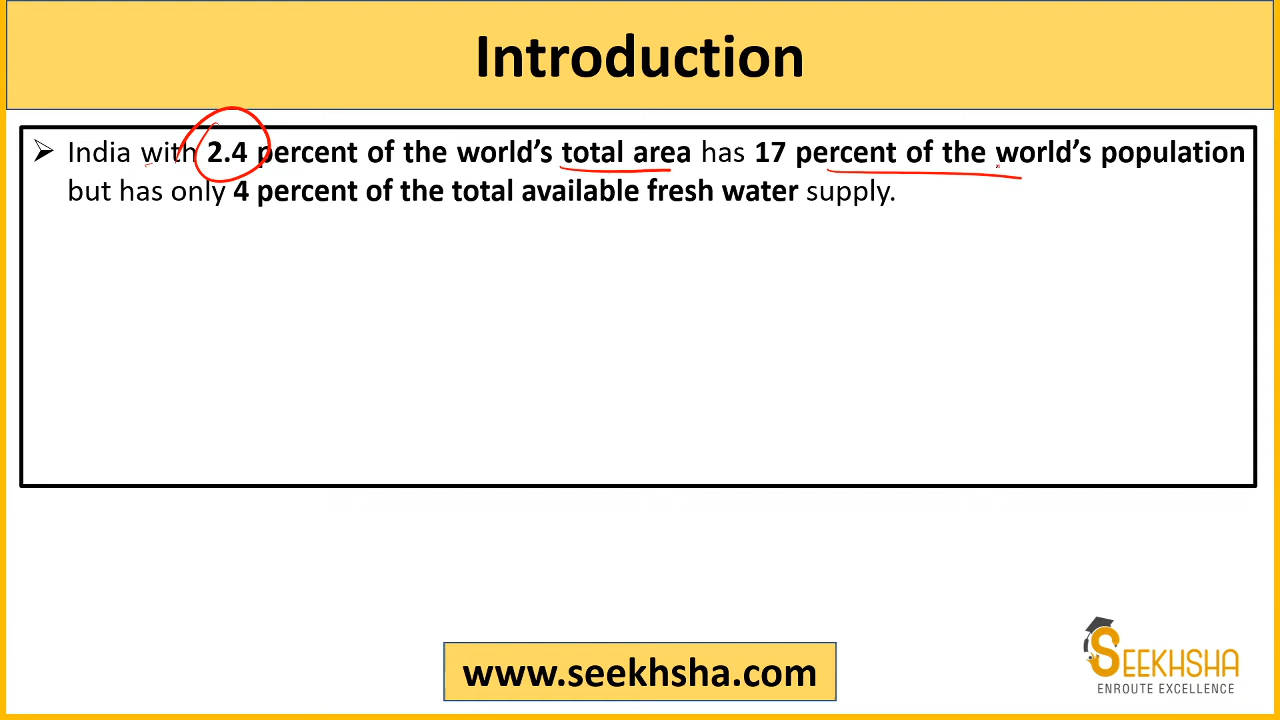 Introduction
➢ India with 2.4 percent of the world's total area has 17 percent of the world's population
but has only 4 percent of the total available fresh water supply.
www.seekhsha.com
SEEKHSHA
ENROUTE EXCELLENCE